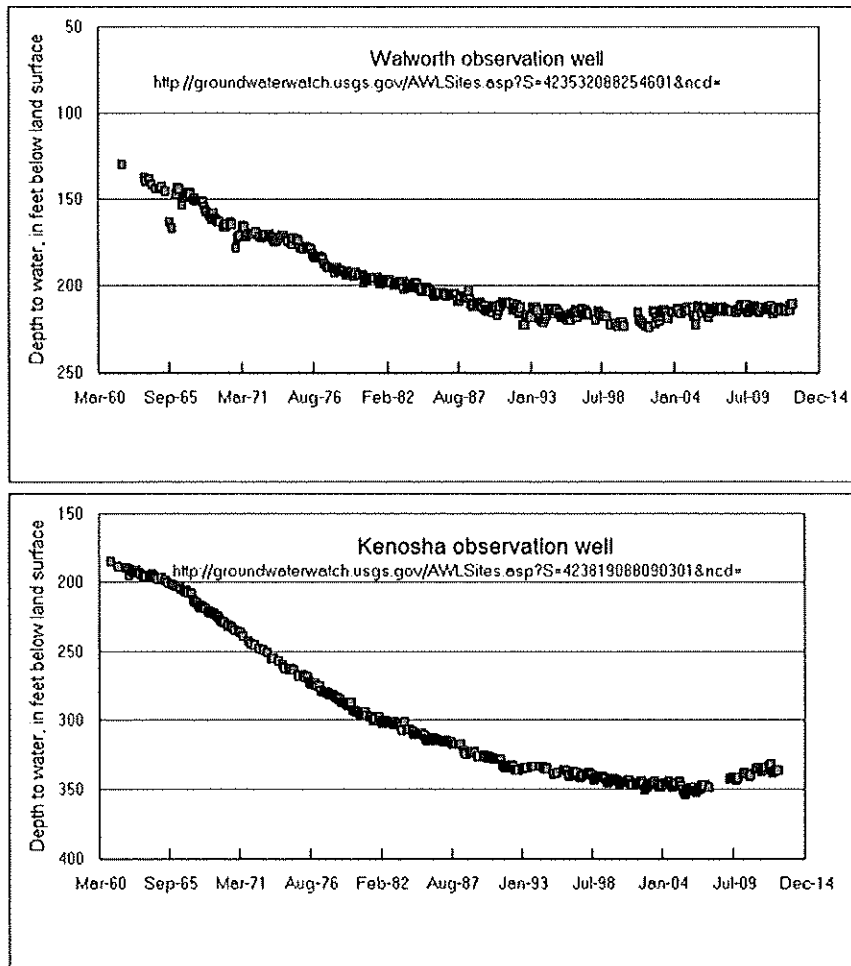 50
Walworth observation well
http://groundwaterwatch.usgs.gov/AWLSites.asp?S=423532088254601&ncd=
100
150
200
250
Depth to water, in feet below land surface
Mar-60 Sep-65 Mar-71 Aug-76 Feb-82 Aug-87 Jan-93 Jul-98 Jan-04 Jul-09 Dec-14
150
Kenosha observation well
http://groundwaterwatch.usgs.gov/AWLSites.asp?S=423819088090301&ncd=
200
250
300
350
400
Depth to water, in feet below land surface
Mar-60 Sep-65 Mar-71 Aug-76 Feb-82 Aug-87 Jan-93 Jul-98 Jan-04 Jul-09 Dec-14